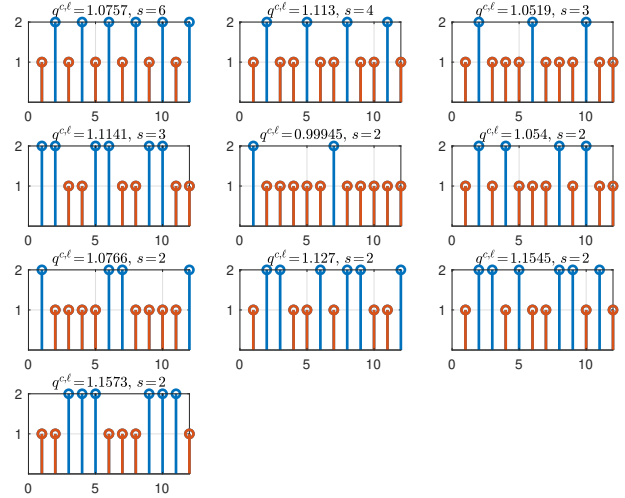 q^{c,ℓ}=1.0757, s=6
q^{c,ℓ}=1.113, s=4
q^{c,ℓ}=1.0519, s=3
2 2 2
1 1 1
0 5 10 0 5 10 0 5 10
q^{c,ℓ}=1.1141, s=3
q^{c,ℓ}=0.99945, s=2
q^{c,ℓ}=1.054, s=2
2 2 2
1 1 1
0 5 10 0 5 10 0 5 10
q^{c,ℓ}=1.0766, s=2
q^{c,ℓ}=1.127, s=2
q^{c,ℓ}=1.1545, s=2
2 2 2
1 1 1
0 5 10 0 5 10 0 5 10
q^{c,ℓ}=1.1573, s=2
2
1
0 5 10